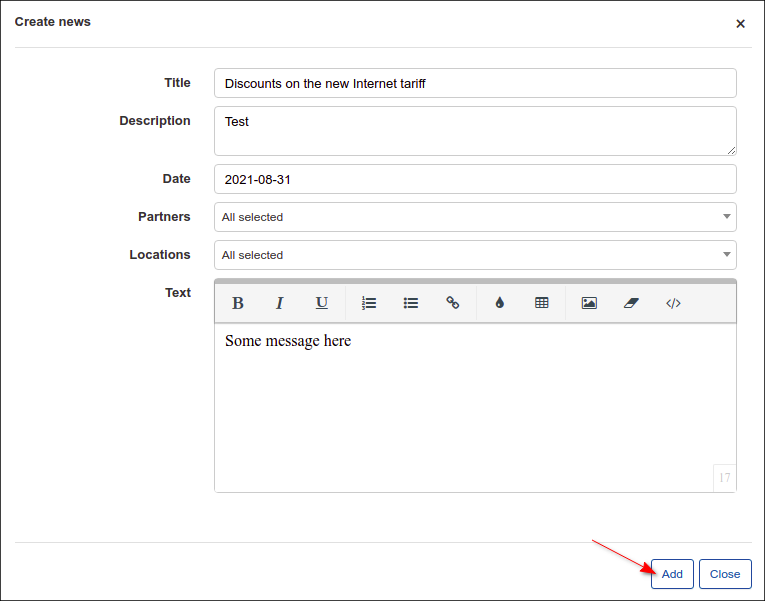 Create news
×
Title
Discounts on the new Internet tariff
Description
Test
Date
2021-08-31
Partners
All selected
Locations
All selected
Text
B I U </>
Some message here
17
Add Close